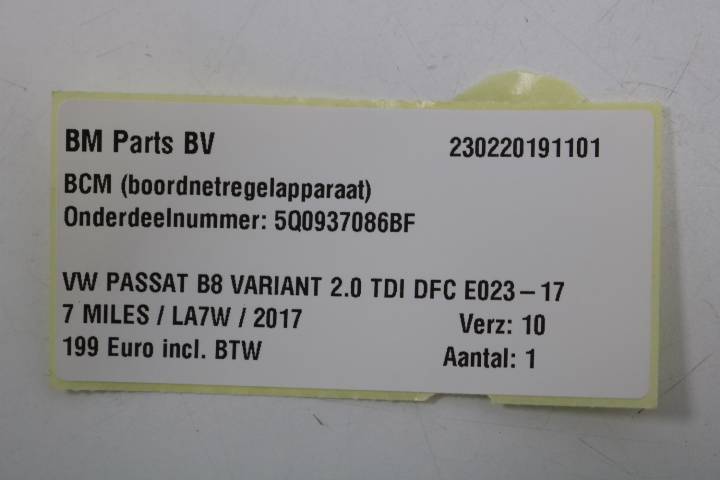 BM Parts BV 230220191101
BCM (boordnetregelapparaat)
Onderdeelnummer: 5Q0937086BF
VW PASSAT B8 VARIANT 2.0 TDI DFC E023-17
7 MILES / LA7W / 2017 Verz: 10
199 Euro incl. BTW Aantal: 1